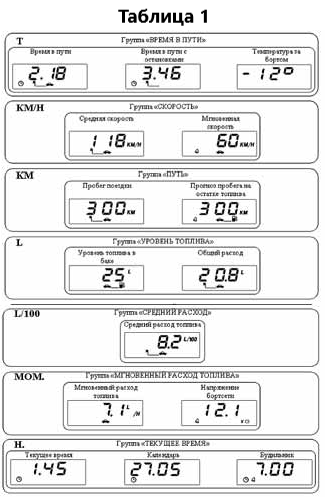 Таблица 1
T Группа «ВРЕМЯ В ПУТИ»
Время в пути
2.18
Время в пути с остановками
3.46
Температура за бортом
-12°
КМ/Н Группа «СКОРОСТЬ»
Средняя скорость
118 КМ/Н
Мгновенная скорость
60 КМ/Н
КМ Группа «ПУТЬ»
Пробег поездки
300 КМ
Прогноз пробега на остатке топлива
300 КМ
L Группа «УРОВЕНЬ ТОПЛИВА»
Уровень топлива в баке
25 L
Общий расход
20.8 L
L/100 Группа «СРЕДНИЙ РАСХОД»
Средний расход топлива
8.2 L/100
МОМ. Группа «МГНОВЕННЫЙ РАСХОД ТОПЛИВА»
Мгновенный расход топлива
7.1 L /H
Напряжение бортсети
12.1
Н. Группа «ТЕКУЩЕЕ ВРЕМЯ»
Текущее время
1.45
Календарь
27.05
Будильник
7.00